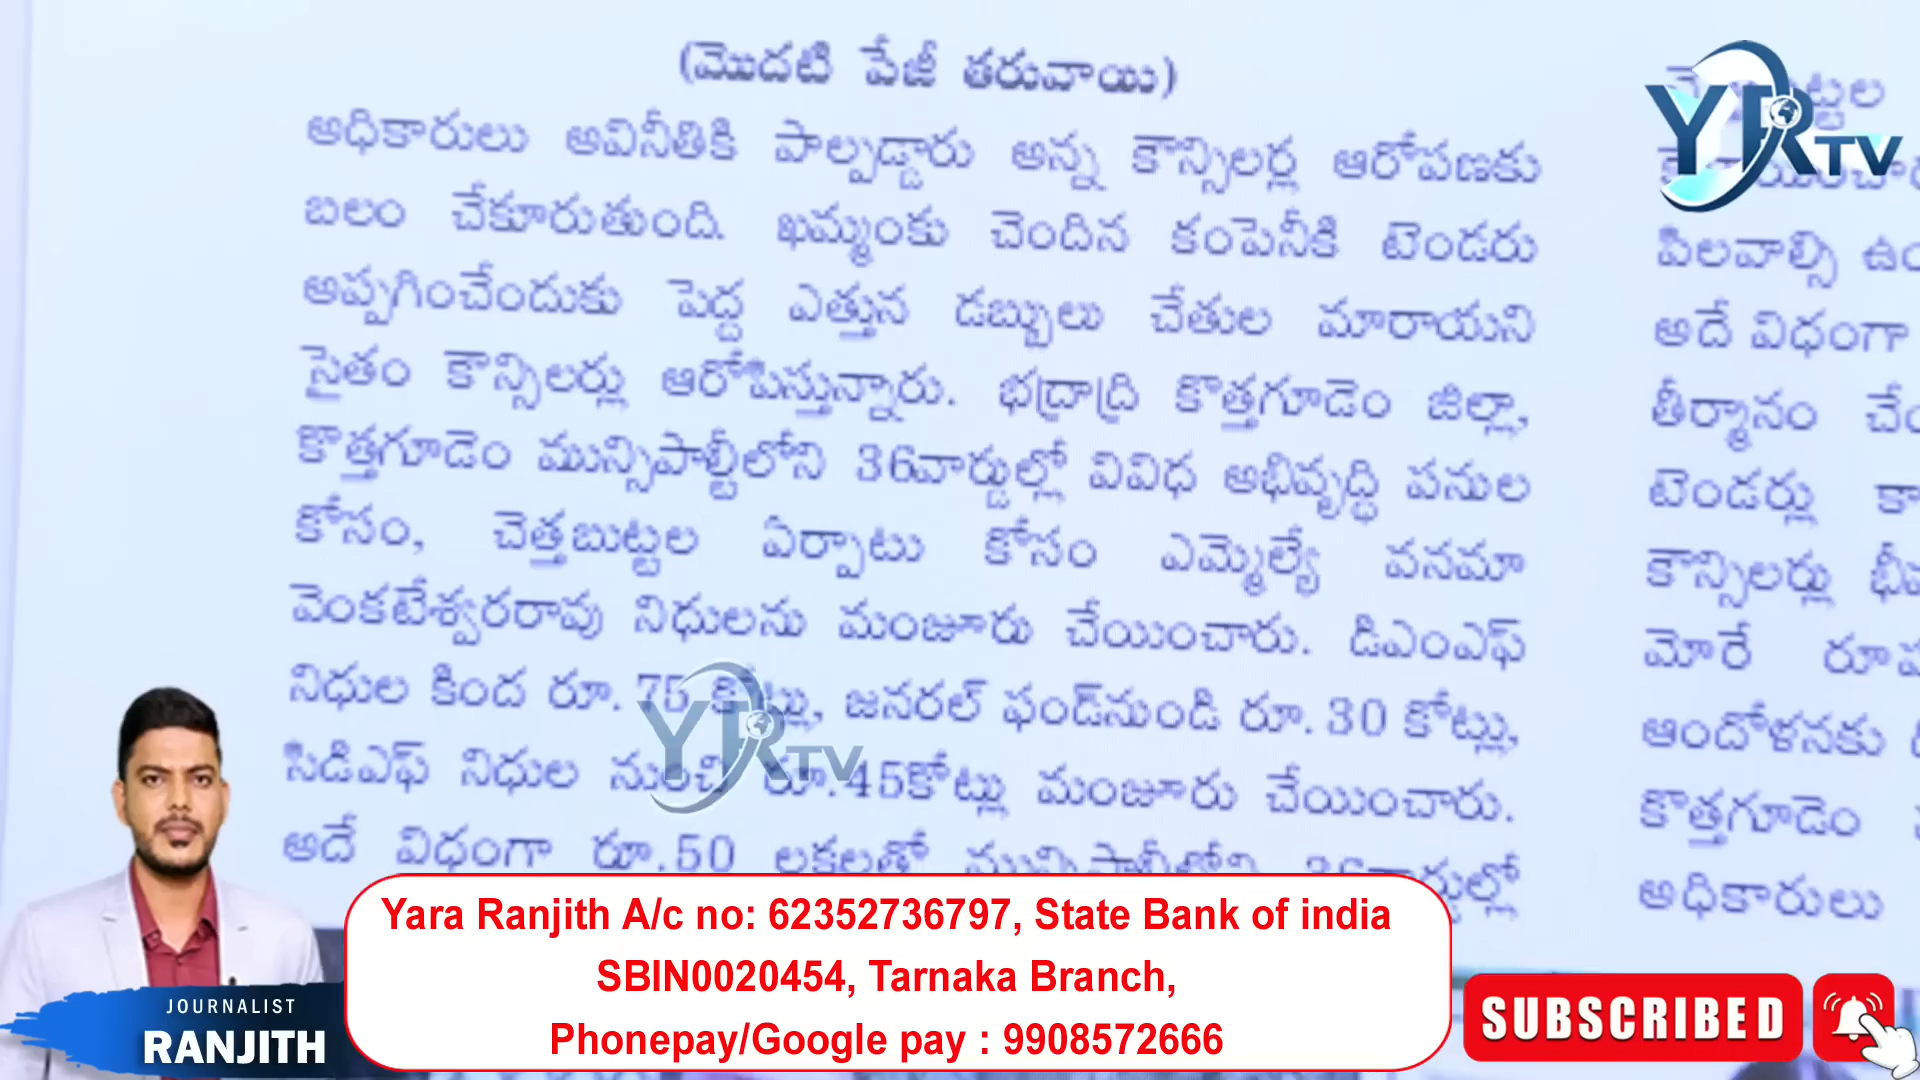 (మొదటి పేజీ తరువాయి)
అధికారులు అవినీతికి పాల్పడ్డారు అన్న కౌన్సిలర్ల ఆరోపణకు
బలం చేకూరుతుంది. ఖమ్మంకు చెందిన కంపెనీకి టెండరు
అప్పగించేందుకు పెద్ద ఎత్తున డబ్బులు చేతుల మారాయని
సైతం కౌన్సిలర్లు ఆరోపిస్తున్నారు. భద్రాద్రి కొత్తగూడెం జిల్లా,
కొత్తగూడెం మున్సిపాల్టీలోని 36వార్డుల్లో వివిధ అభివృద్ధి పనుల
కోసం, చెత్తబుట్టల ఏర్పాటు కోసం ఎమ్మెల్యే వనమా
వెంకటేశ్వరరావు నిధులను మంజూరు చేయించారు. డిఎంఎఫ్
నిధుల కింద రూ. 75 కోట్లు, జనరల్ ఫండ్‌నుండి రూ. 30 కోట్లు,
సిడిఎఫ్ నిధుల నుంచి రూ.45కోట్లు మంజూరు చేయించారు.
అదే విధంగా రూ.50 లక్షలతో మున్సిపాల్టీలోని 36వార్డుల్లో
పిలవాల్సి
అదే విధంగా
తీర్మానం
టెండర్లు
కౌన్సిలర్లు
మోరే
ఆందోళనకు
కొత్తగూడెం
అధికారులు
YRTV
YRTV
JOURNALIST
RANJITH
Yara Ranjith A/c no: 62352736797, State Bank of india
SBIN0020454, Tarnaka Branch,
Phonepay/Google pay : 9908572666
SUBSCRIBED